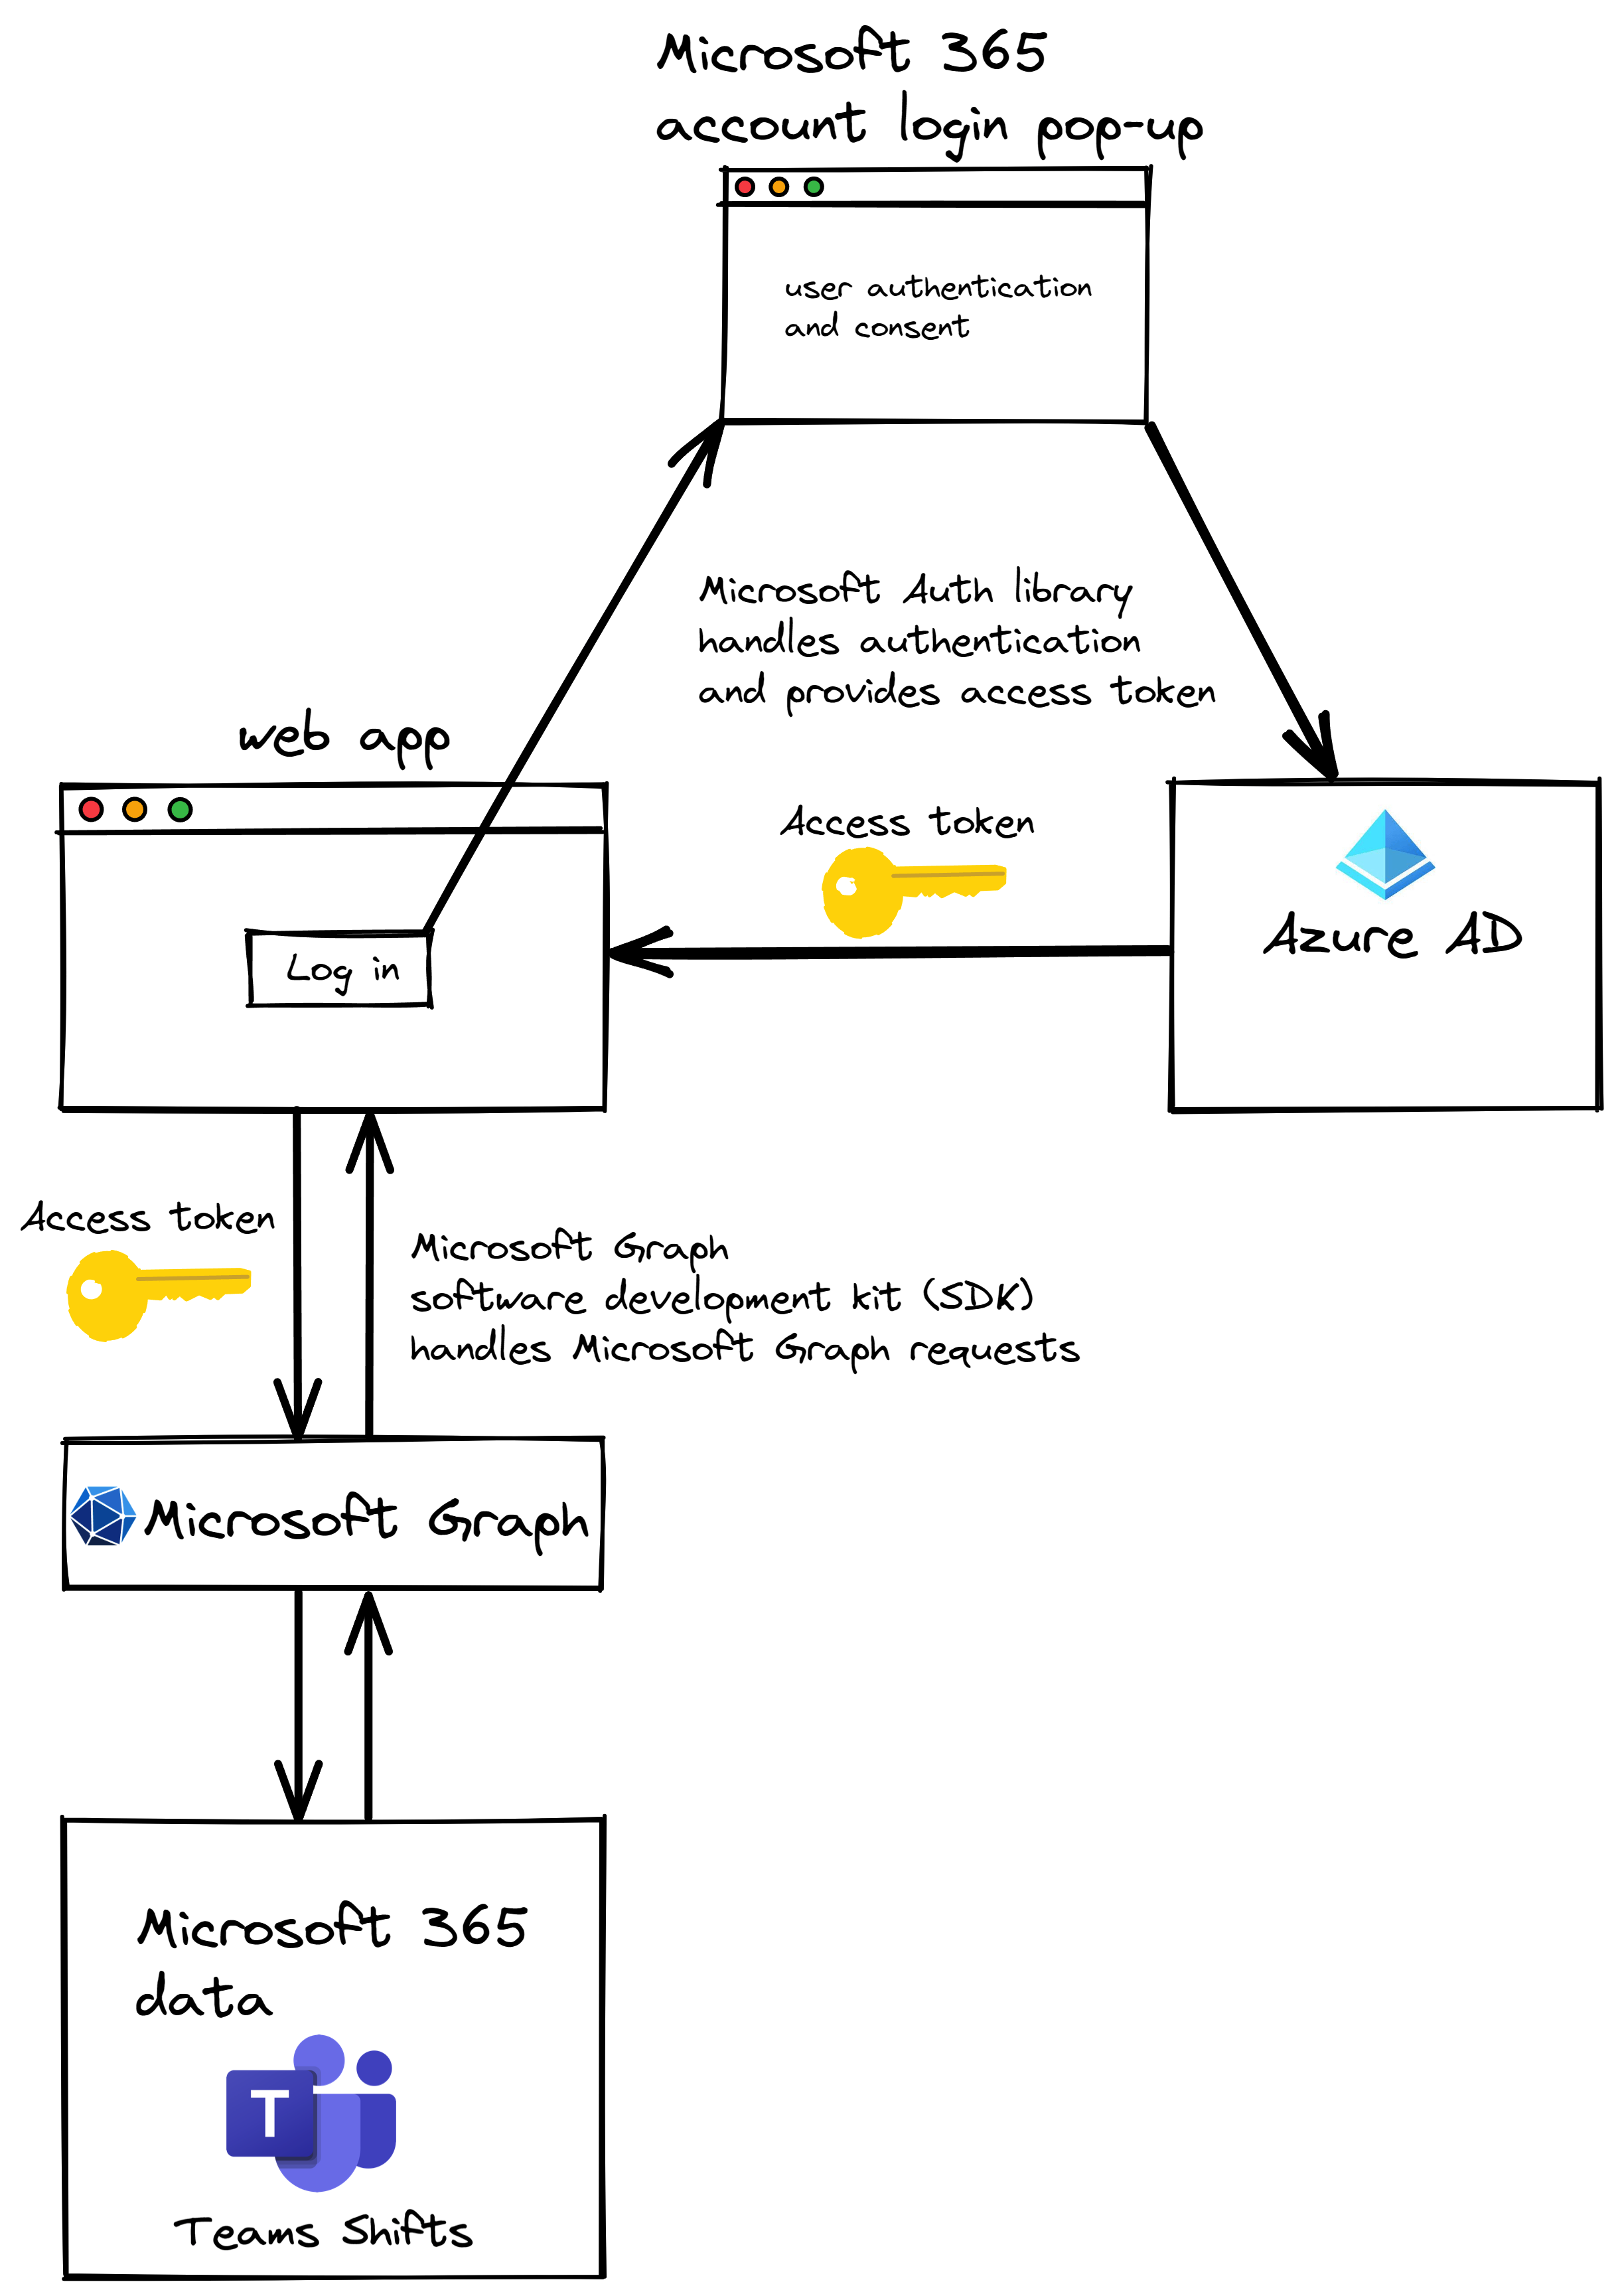 Microsoft 365
account login pop-up
user authentication
and consent
Microsoft Auth library
handles authentication
and provides access token
web app
Log in
Access token
Azure AD
Access token
Microsoft Graph
software development kit (SDK)
handles Microsoft Graph requests
Microsoft Graph
Microsoft 365
data
T
Teams Shifts